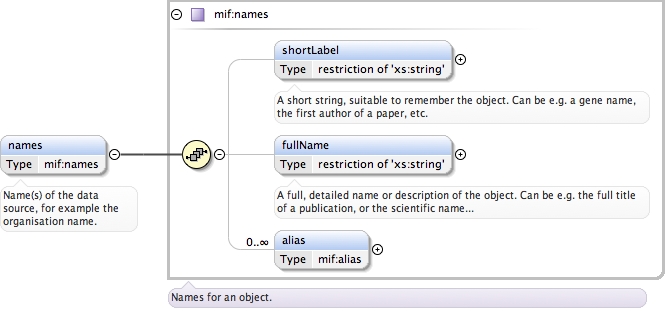 mif:names
shortLabel
Type restriction of 'xs:string'
A short string, suitable to remember the object. Can be e.g. a gene name,
the first author of a paper, etc.
names
Type mif:names
Name(s) of the data
source, for example the
organisation name.
fullName
Type restriction of 'xs:string'
A full, detailed name or description of the object. Can be e.g. the full title
of a publication, or the scientific name...
0..∞
alias
Type mif:alias
Names for an object.